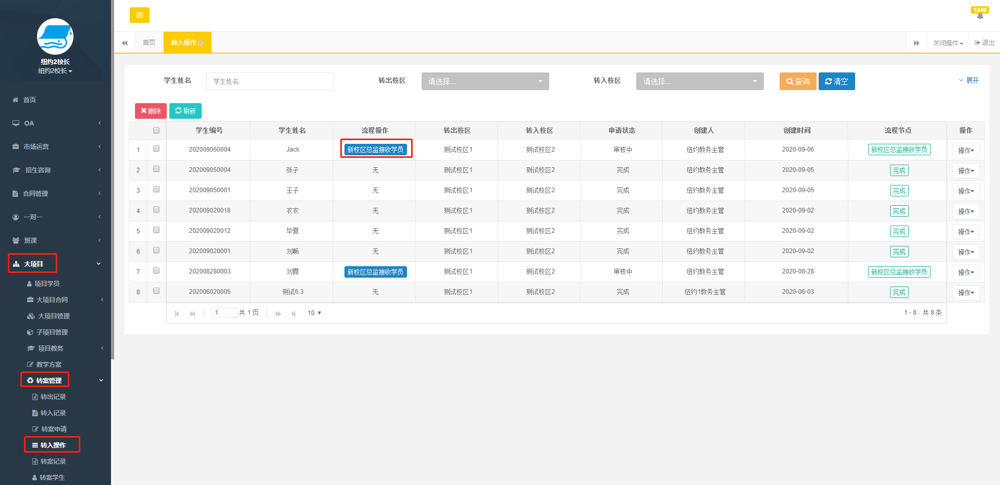 1840
纽约2校长
纽约2校长
首页
OA
市场运营
招生咨询
合同管理
一对一
班课
大项目
项目学员
大项目合同
大项目管理
子项目管理
项目教务
教学方案
转案管理
转出记录
转入记录
转案申请
转入操作
转案记录
转案学生
首页 转入操作 关闭操作 退出
学生姓名 学生姓名 转出校区 请选择... 转入校区 请选择... 查询 清空 展开
删除 刷新
学生编号 学生姓名 流程操作 转出校区 转入校区 申请状态 创建人 创建时间 流程节点 操作
1 202009060004 Jack 新校区总监接收学员 测试校区1 测试校区2 审核中 纽约教务主管 2020-09-06 新校区总监接收学员 操作
2 202009050004 张子 无 测试校区1 测试校区2 完成 纽约教务主管 2020-09-05 完成 操作
3 202009050001 王子 无 测试校区1 测试校区2 完成 纽约教务主管 2020-09-05 完成 操作
4 202009020018 衣衣 无 测试校区1 测试校区2 完成 纽约教务主管 2020-09-02 完成 操作
5 202009020012 毕夏 无 测试校区1 测试校区2 完成 纽约教务主管 2020-09-02 完成 操作
6 202009020001 刘畅 无 测试校区1 测试校区2 完成 纽约教务主管 2020-09-02 完成 操作
7 202008280003 刘霞 新校区总监接收学员 测试校区1 测试校区2 审核中 纽约教务主管 2020-08-28 新校区总监接收学员 操作
8 202006020005 测试6.3 无 测试校区1 测试校区2 完成 纽约1教务主管 2020-06-03 完成 操作
1 共 1 页 10 1 - 8 共 8 条